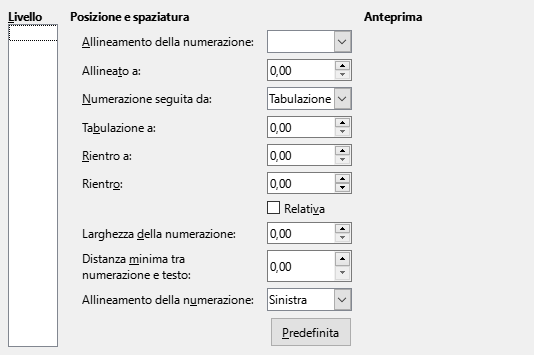 Livello Posizione e spaziatura Anteprima
Allineamento della numerazione:
Allineato a: 0,00
Numerazione seguita da: Tabulazione
Tabulazione a: 0,00
Rientro a: 0,00
Rientro: 0,00
Relativa
Larghezza della numerazione: 0,00
Distanza minima tra
numerazione e testo: 0,00
Allineamento della numerazione: Sinistra
Predefinita